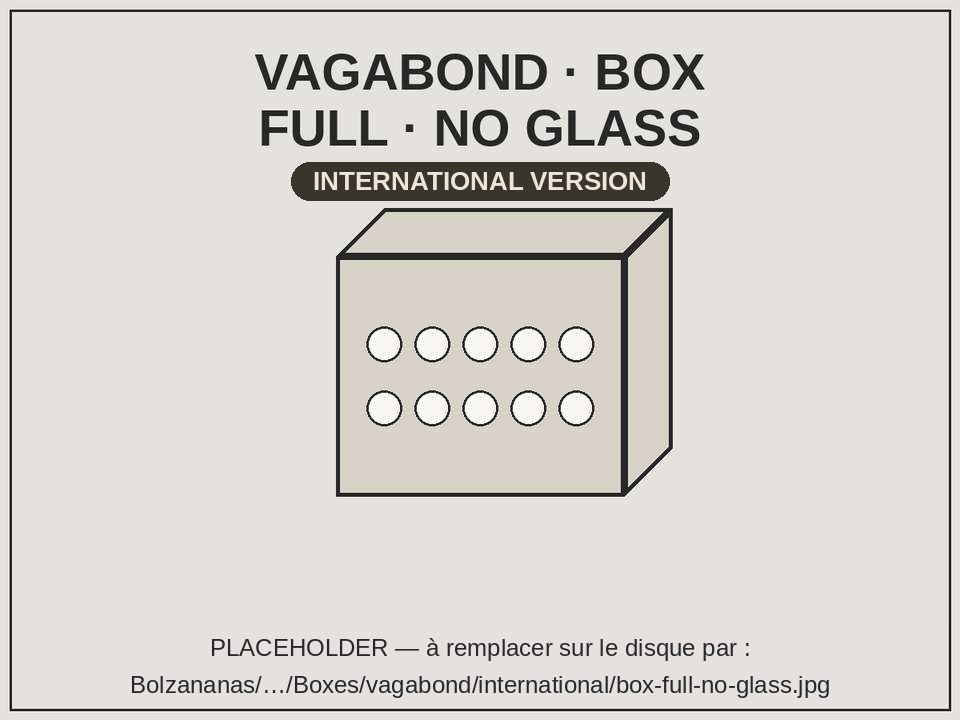 VAGABOND · BOX
FULL · NO GLASS
INTERNATIONAL VERSION
PLACEHOLDER — à remplacer sur le disque par :
Bolzananas/…/Boxes/vagabond/international/box-full-no-glass.jpg